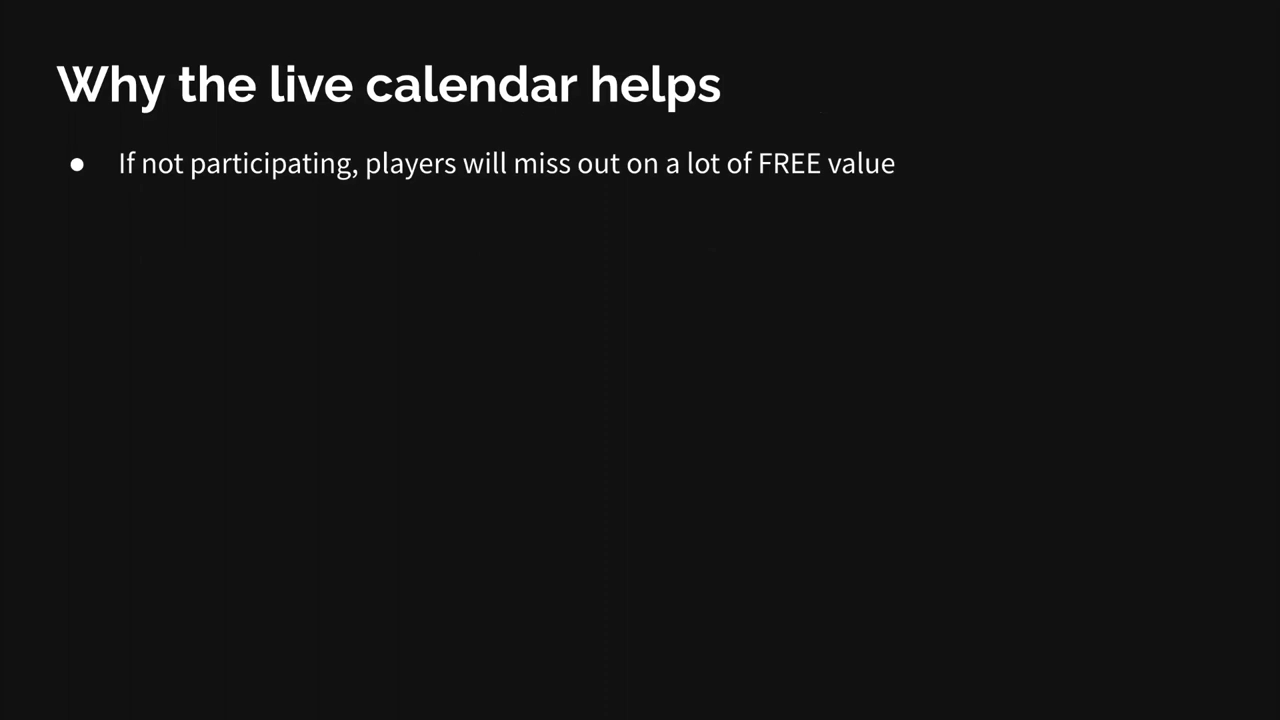 Why the live calendar helps
● If not participating, players will miss out on a lot of FREE value